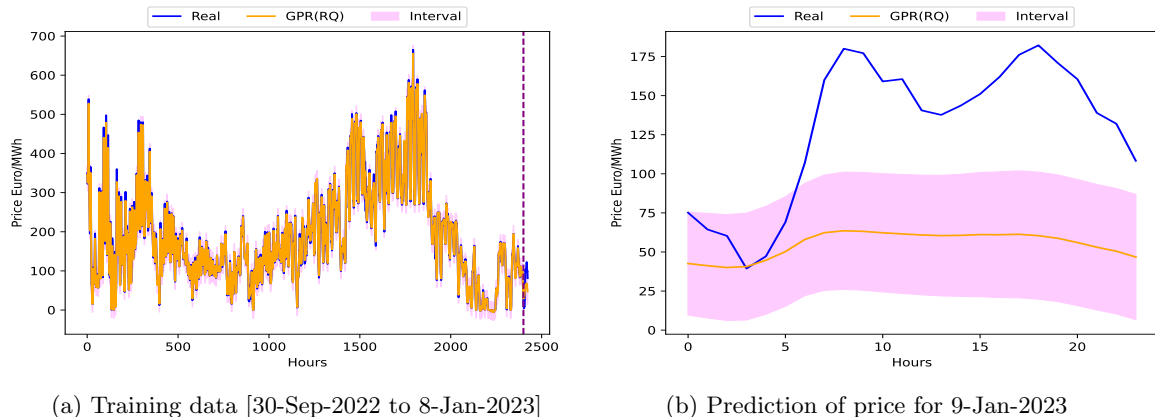 Real GPR(RQ) Interval
700
600
500
400
300
200
100
0
Price Euro/MWh
0 500 1000 1500 2000 2500
Hours
(a) Training data [30-Sep-2022 to 8-Jan-2023]
Real GPR(RQ) Interval
175
150
125
100
75
50
25
0
Price Euro/MWh
0 5 10 15 20
Hours
(b) Prediction of price for 9-Jan-2023